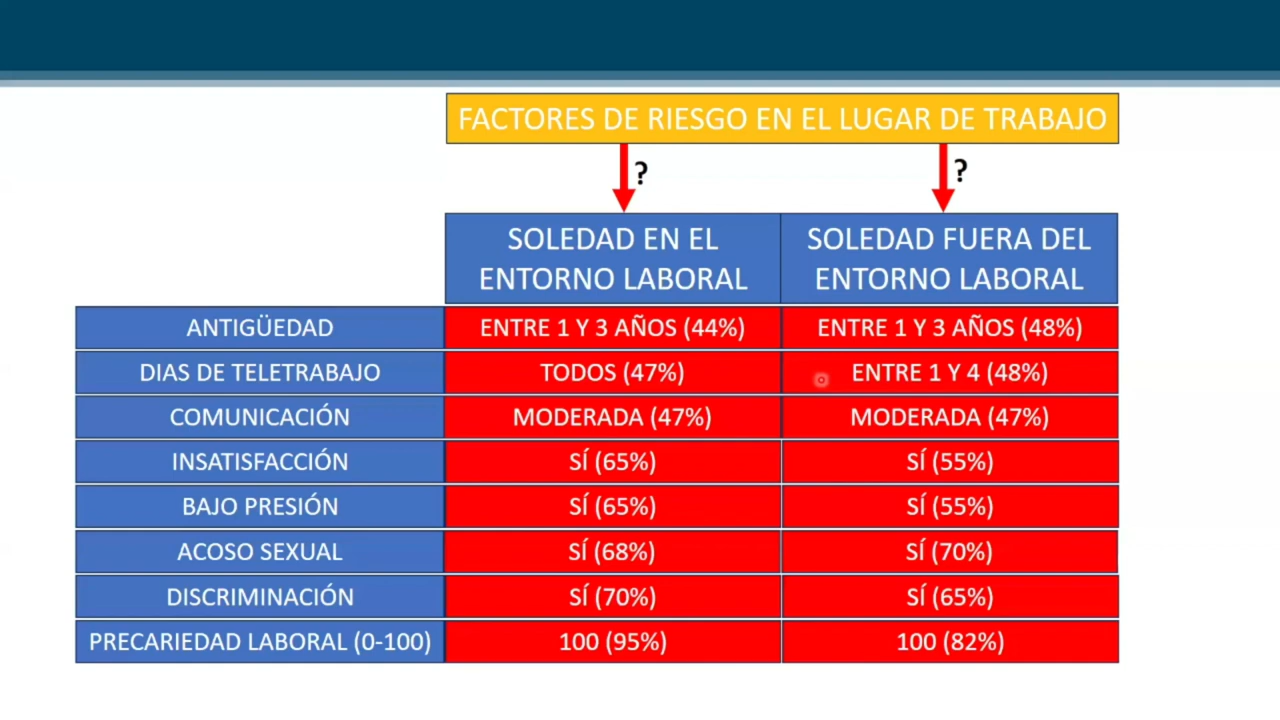 FACTORES DE RIESGO EN EL LUGAR DE TRABAJO
? ?
SOLEDAD EN EL ENTORNO LABORAL
SOLEDAD FUERA DEL ENTORNO LABORAL
ANTIGÜEDAD ENTRE 1 Y 3 AÑOS (44%) ENTRE 1 Y 3 AÑOS (48%)
DIAS DE TELETRABAJO TODOS (47%) ENTRE 1 Y 4 (48%)
COMUNICACIÓN MODERADA (47%) MODERADA (47%)
INSATISFACCIÓN SÍ (65%) SÍ (55%)
BAJO PRESIÓN SÍ (65%) SÍ (55%)
ACOSO SEXUAL SÍ (68%) SÍ (70%)
DISCRIMINACIÓN SÍ (70%) SÍ (65%)
PRECARIEDAD LABORAL (0-100) 100 (95%) 100 (82%)